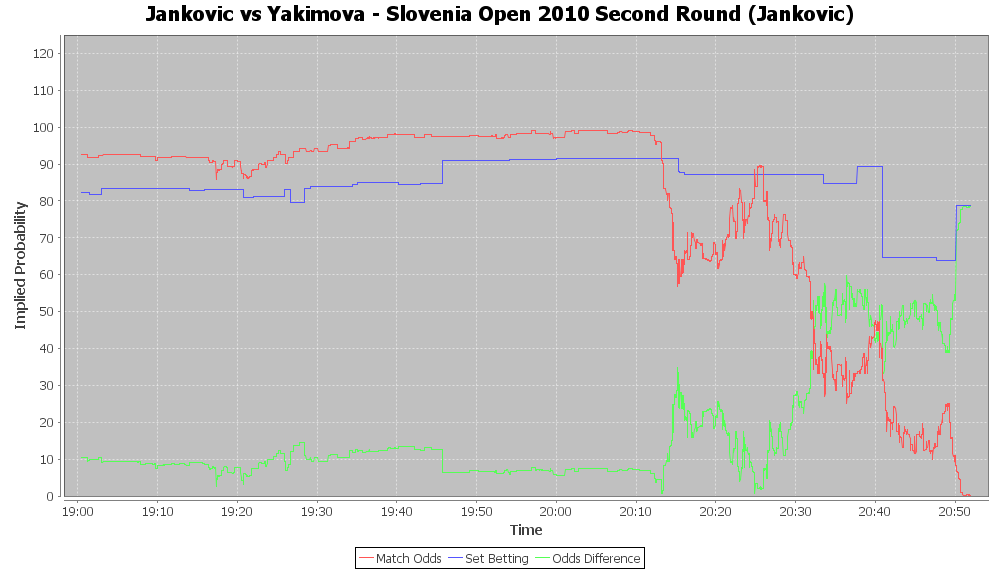 Jankovic vs Yakimova - Slovenia Open 2010 Second Round (Jankovic)
Implied Probability
120
110
100
90
80
70
60
50
40
30
20
10
0
19:00 19:10 19:20 19:30 19:40 19:50 20:00 20:10 20:20 20:30 20:40 20:50
Time
Match Odds Set Betting Odds Difference